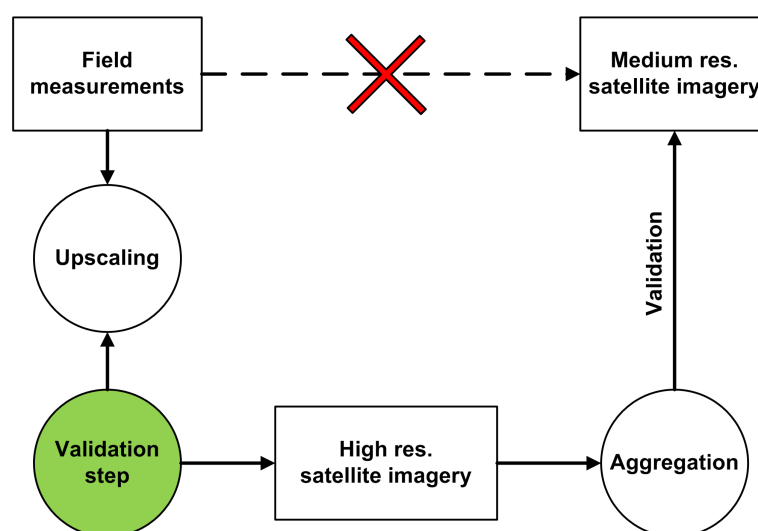 Field
measurements
Medium res.
satellite imagery
Upscaling
Validation
Validation
step
High res.
satellite imagery
Aggregation